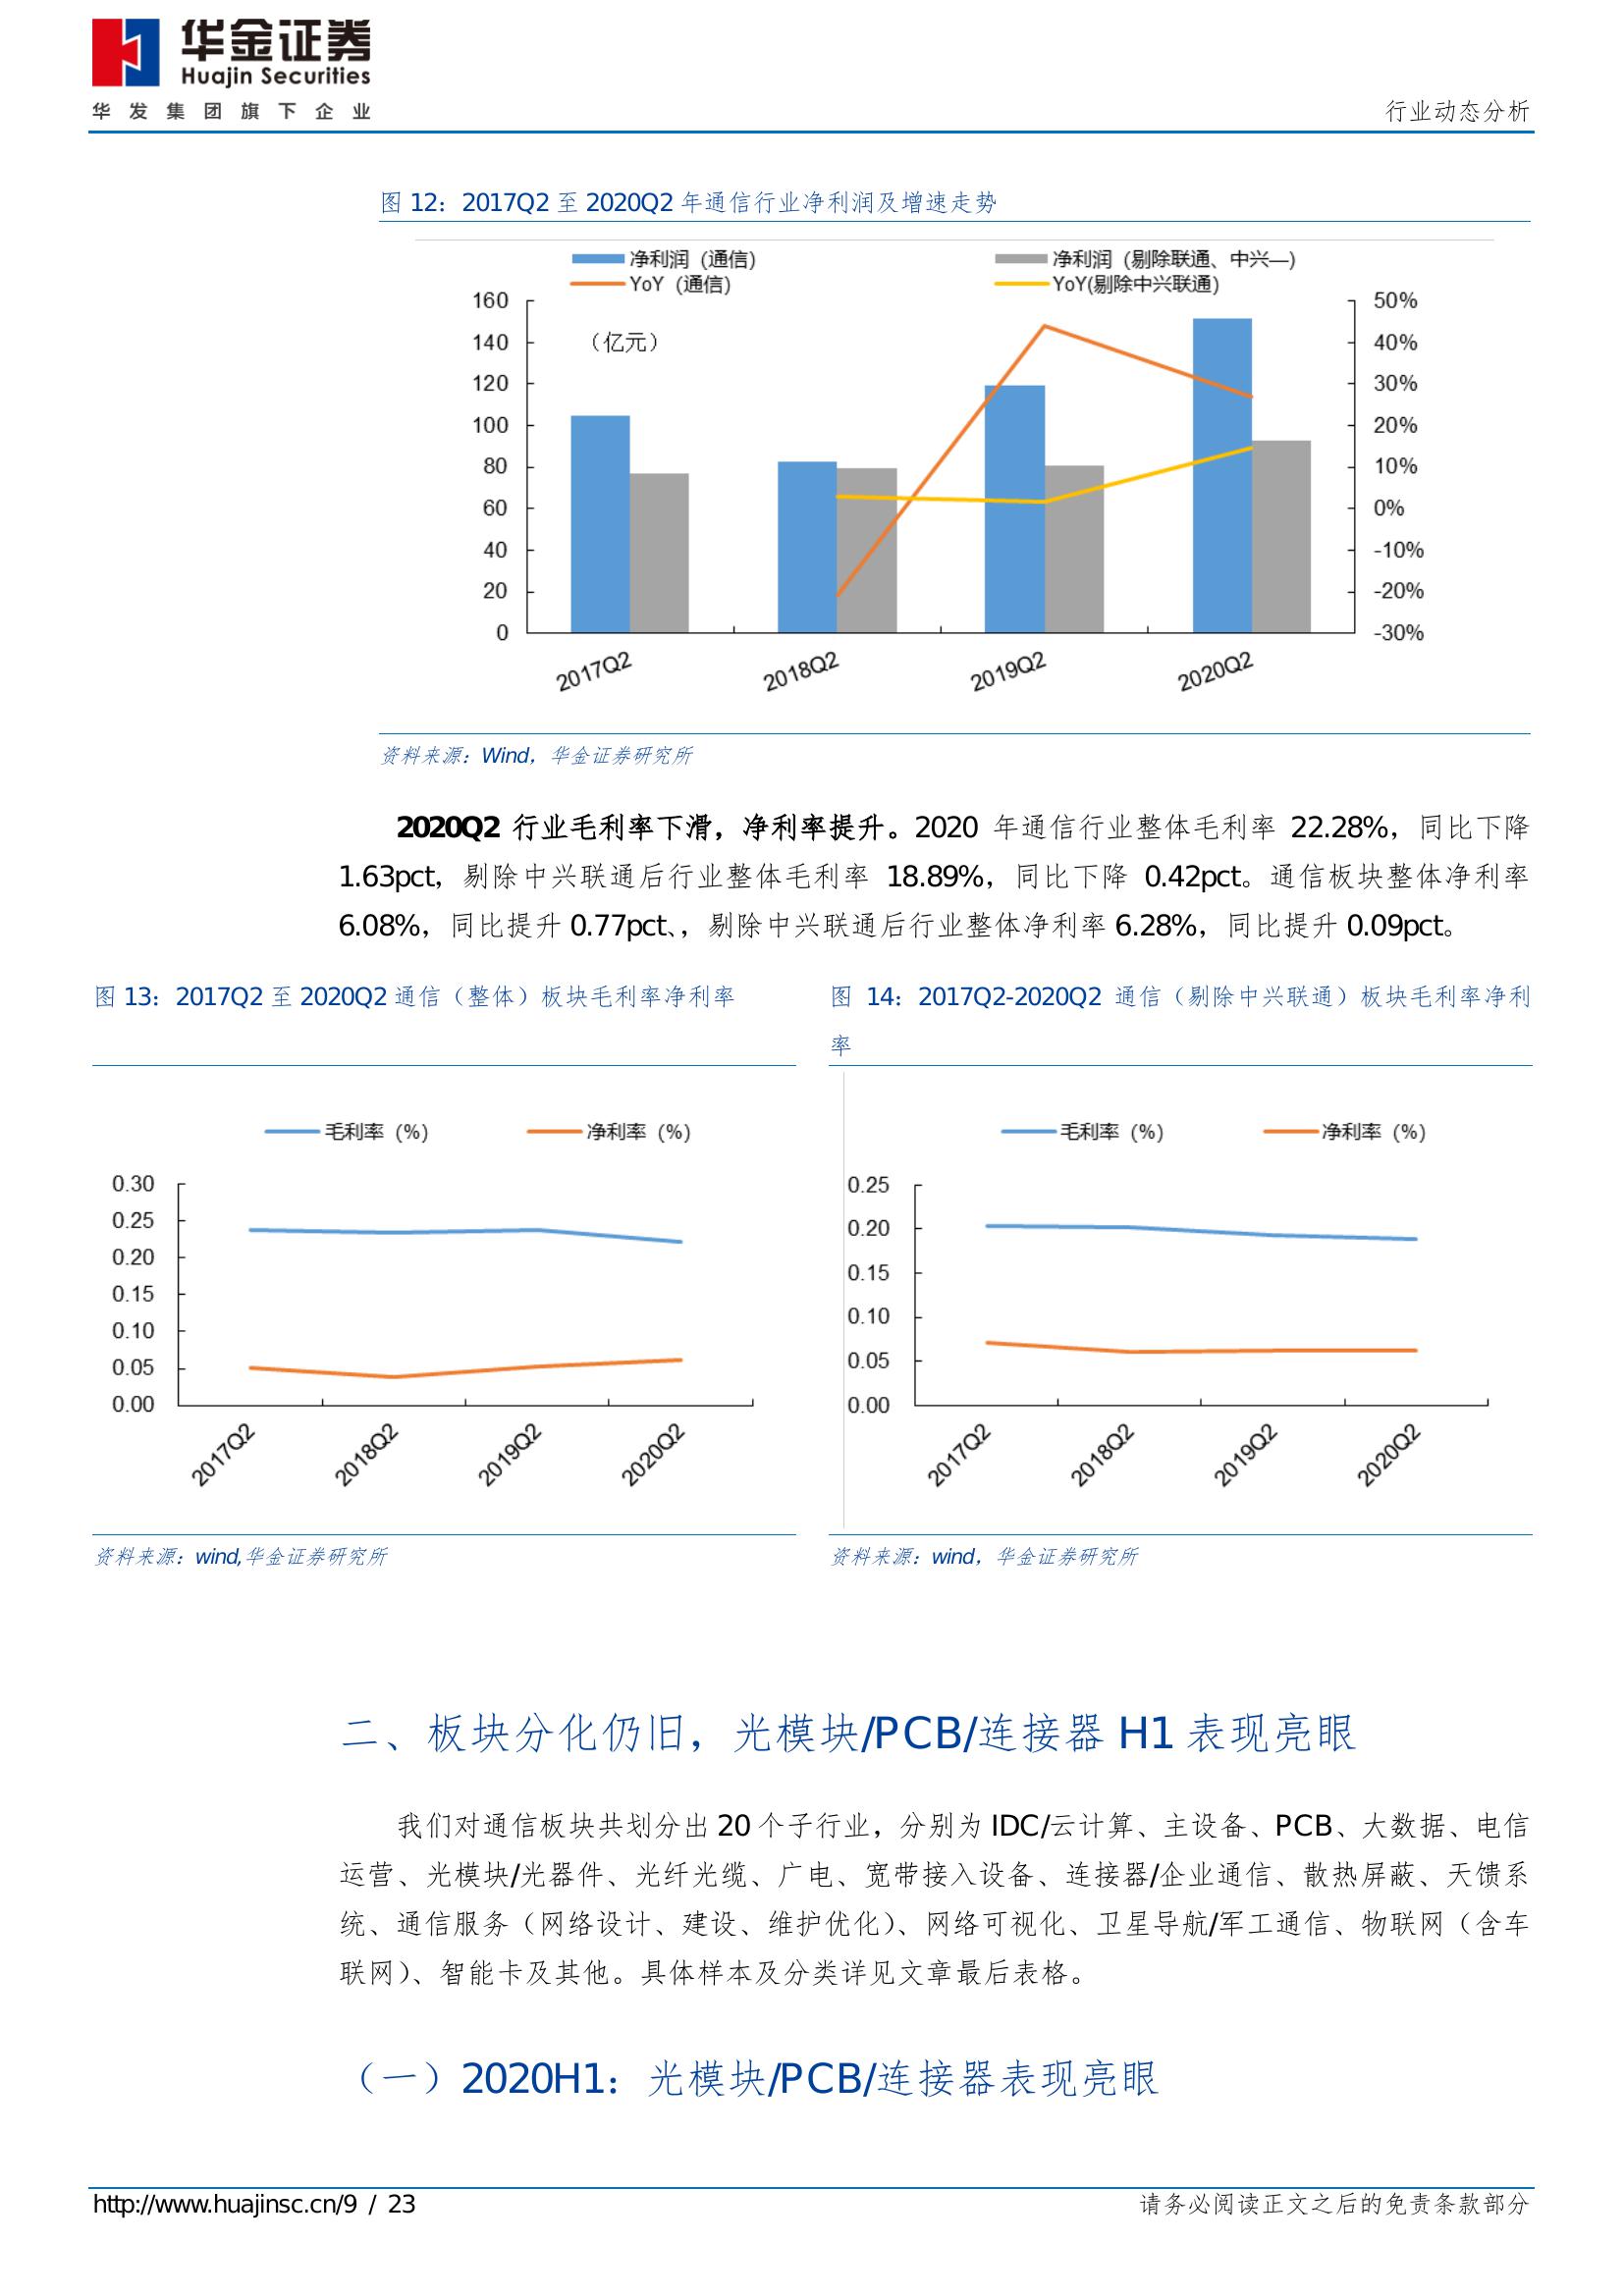 华金证券
Huajin Securities
华发集团旗下企业
行业动态分析
图 12：2017Q2 至 2020Q2 年通信行业净利润及增速走势
净利润（通信）
净利润（剔除联通、中兴—）
YoY（通信）
YoY(剔除中兴联通)
（亿元）
160
140
120
100
80
60
40
20
0
50%
40%
30%
20%
10%
0%
-10%
-20%
-30%
2017Q2
2018Q2
2019Q2
2020Q2
资料来源：Wind，华金证券研究所
2020Q2 行业毛利率下滑，净利率提升。2020 年通信行业整体毛利率 22.28%，同比下降
1.63pct，剔除中兴联通后行业整体毛利率 18.89%，同比下降 0.42pct。通信板块整体净利率
6.08%，同比提升 0.77pct、，剔除中兴联通后行业整体净利率 6.28%，同比提升 0.09pct。
图 13：2017Q2 至 2020Q2 通信（整体）板块毛利率净利率
毛利率（%）
净利率（%）
0.30
0.25
0.20
0.15
0.10
0.05
0.00
2017Q2
2018Q2
2019Q2
2020Q2
资料来源：wind,华金证券研究所
图 14：2017Q2-2020Q2 通信（剔除中兴联通）板块毛利率净利
率
毛利率（%）
净利率（%）
0.25
0.20
0.15
0.10
0.05
0.00
2017Q2
2018Q2
2019Q2
2020Q2
资料来源：wind，华金证券研究所
二、板块分化仍旧，光模块/PCB/连接器 H1 表现亮眼
我们对通信板块共划分出 20 个子行业，分别为 IDC/云计算、主设备、PCB、大数据、电信
运营、光模块/光器件、光纤光缆、广电、宽带接入设备、连接器/企业通信、散热屏蔽、天馈系
统、通信服务（网络设计、建设、维护优化）、网络可视化、卫星导航/军工通信、物联网（含车
联网）、智能卡及其他。具体样本及分类详见文章最后表格。
（一）2020H1：光模块/PCB/连接器表现亮眼
http://www.huajinsc.cn/9 / 23
请务必阅读正文之后的免责条款部分